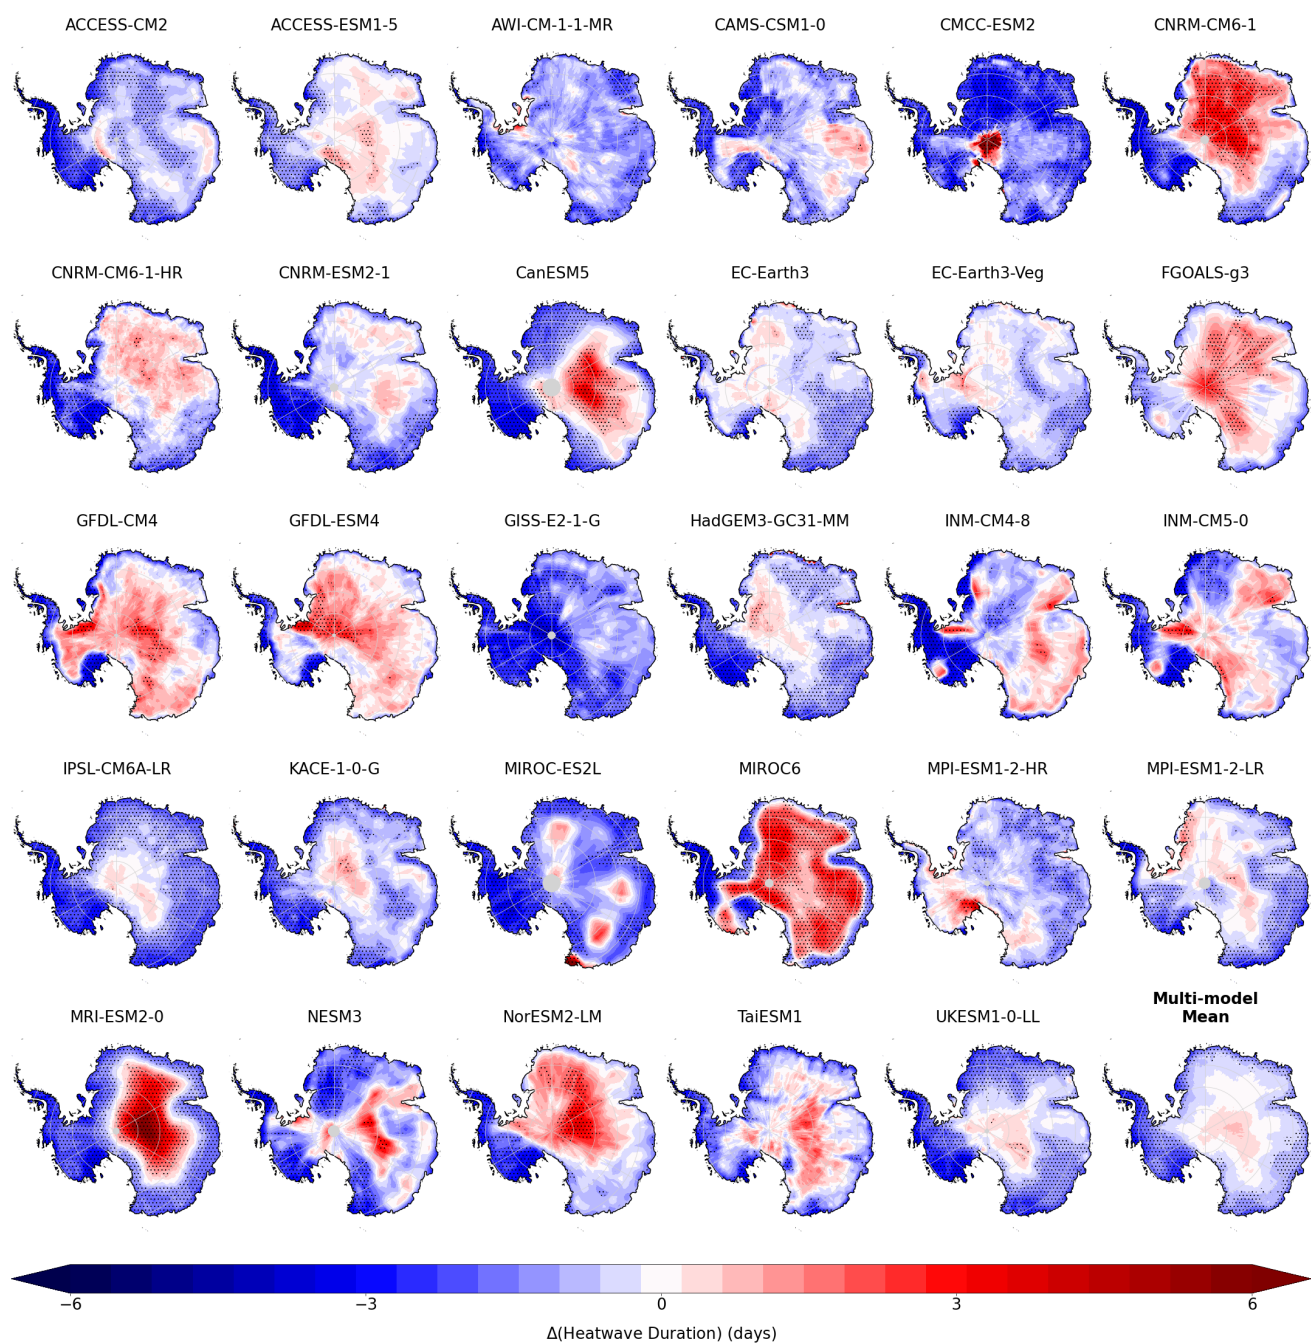 ACCESS-CM2
ACCESS-ESM1-5
AWI-CM-1-1-MR
CAMS-CSM1-0
CMCC-ESM2
CNRM-CM6-1
CNRM-CM6-1-HR
CNRM-ESM2-1
CanESM5
EC-Earth3
EC-Earth3-Veg
FGOALS-g3
GFDL-CM4
GFDL-ESM4
GISS-E2-1-G
HadGEM3-GC31-MM
INM-CM4-8
INM-CM5-0
IPSL-CM6A-LR
KACE-1-0-G
MIROC-ES2L
MIROC6
MPI-ESM1-2-HR
MPI-ESM1-2-LR
MRI-ESM2-0
NESM3
NorESM2-LM
TaiESM1
UKESM1-0-LL
Multi-model
Mean
−6 −3 0 3 6
Δ(Heatwave Duration) (days)